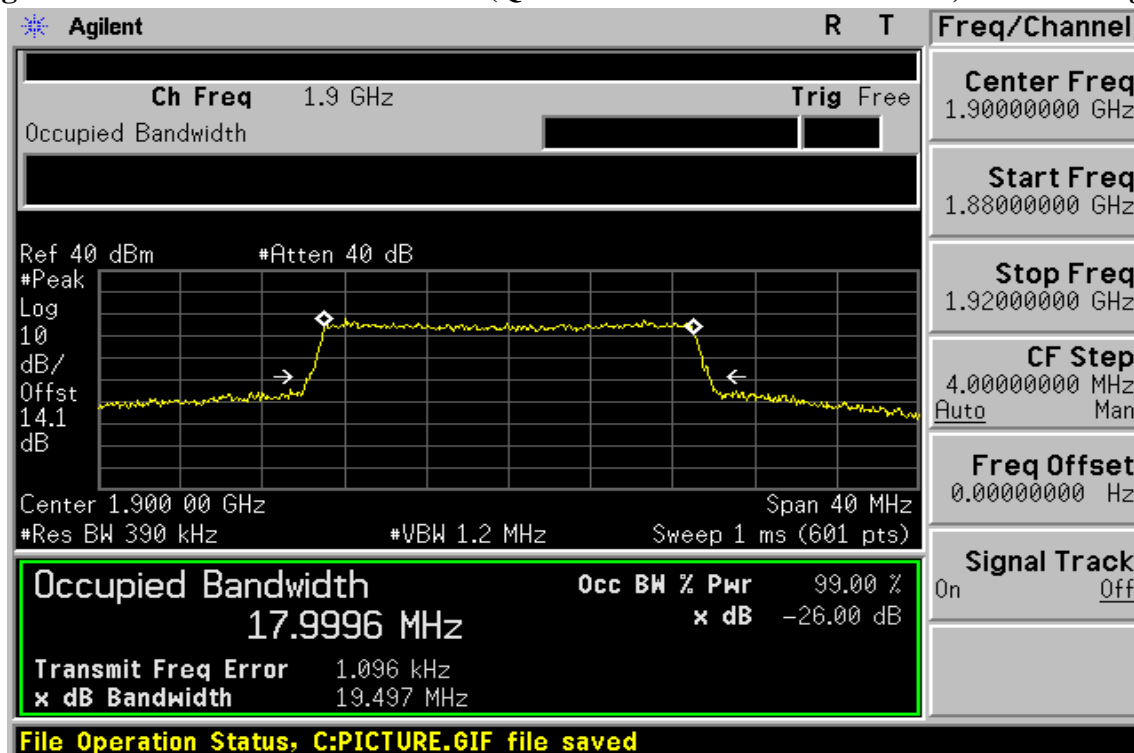 Agilent R T
Freq/Channel
Ch Freq 1.9 GHz Trig Free
Occupied Bandwidth
Center Freq
1.90000000 GHz
Start Freq
1.88000000 GHz
Stop Freq
1.92000000 GHz
CF Step
4.00000000 MHz
Auto Man
Freq Offset
0.00000000 Hz
Signal Track
On Off
Ref 40 dBm #Atten 40 dB
#Peak
Log
10
dB/
Offst
14.1
dB
Center 1.900 00 GHz Span 40 MHz
#Res BW 390 kHz #VBW 1.2 MHz Sweep 1 ms (601 pts)
Occupied Bandwidth Occ BW % Pwr 99.00 %
17.9996 MHz x dB -26.00 dB
Transmit Freq Error 1.096 kHz
x dB Bandwidth 19.497 MHz
File Operation Status, C:PICTURE.GIF file saved